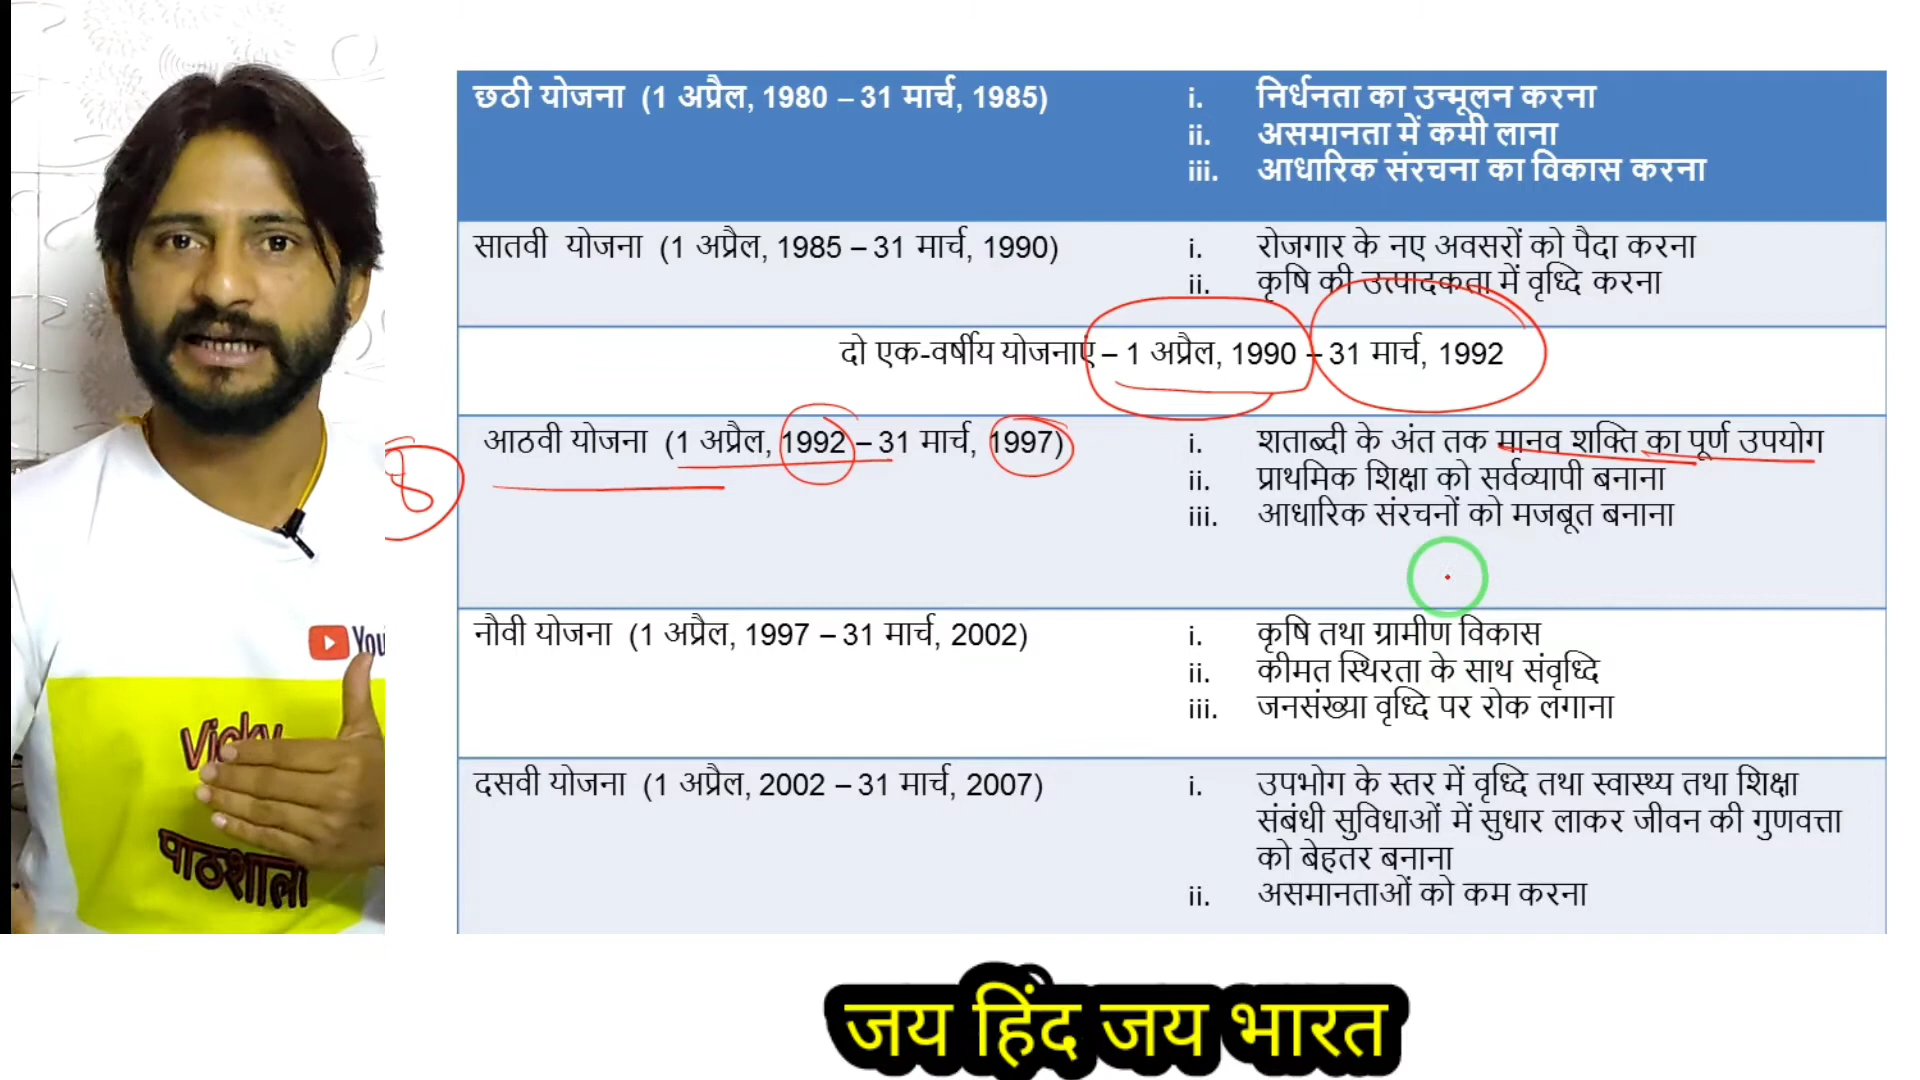 छठी योजना (1 अप्रैल, 1980 – 31 मार्च, 1985)
i. निर्धनता का उन्मूलन करना
ii. असमानता में कमी लाना
iii. आधारिक संरचना का विकास करना
सातवी योजना (1 अप्रैल, 1985 – 31 मार्च, 1990)
i. रोजगार के नए अवसरों को पैदा करना
ii. कृषि की उत्पादकता में वृध्दि करना
दो एक-वर्षीय योजनाएं – 1 अप्रैल, 1990 – 31 मार्च, 1992
8
आठवी योजना (1 अप्रैल, 1992 – 31 मार्च, 1997)
i. शताब्दी के अंत तक मानव शक्ति का पूर्ण उपयोग
ii. प्राथमिक शिक्षा को सर्वव्यापी बनाना
iii. आधारिक संरचनों को मजबूत बनाना
नौवी योजना (1 अप्रैल, 1997 – 31 मार्च, 2002)
i. कृषि तथा ग्रामीण विकास
ii. कीमत स्थिरता के साथ संवृध्दि
iii. जनसंख्या वृध्दि पर रोक लगाना
दसवी योजना (1 अप्रैल, 2002 – 31 मार्च, 2007)
i. उपभोग के स्तर में वृध्दि तथा स्वास्थ्य तथा शिक्षा
संबंधी सुविधाओं में सुधार लाकर जीवन की गुणवत्ता
को बेहतर बनाना
ii. असमानताओं को कम करना
You
Vicky
पाठशाला
जय हिंद जय भारत